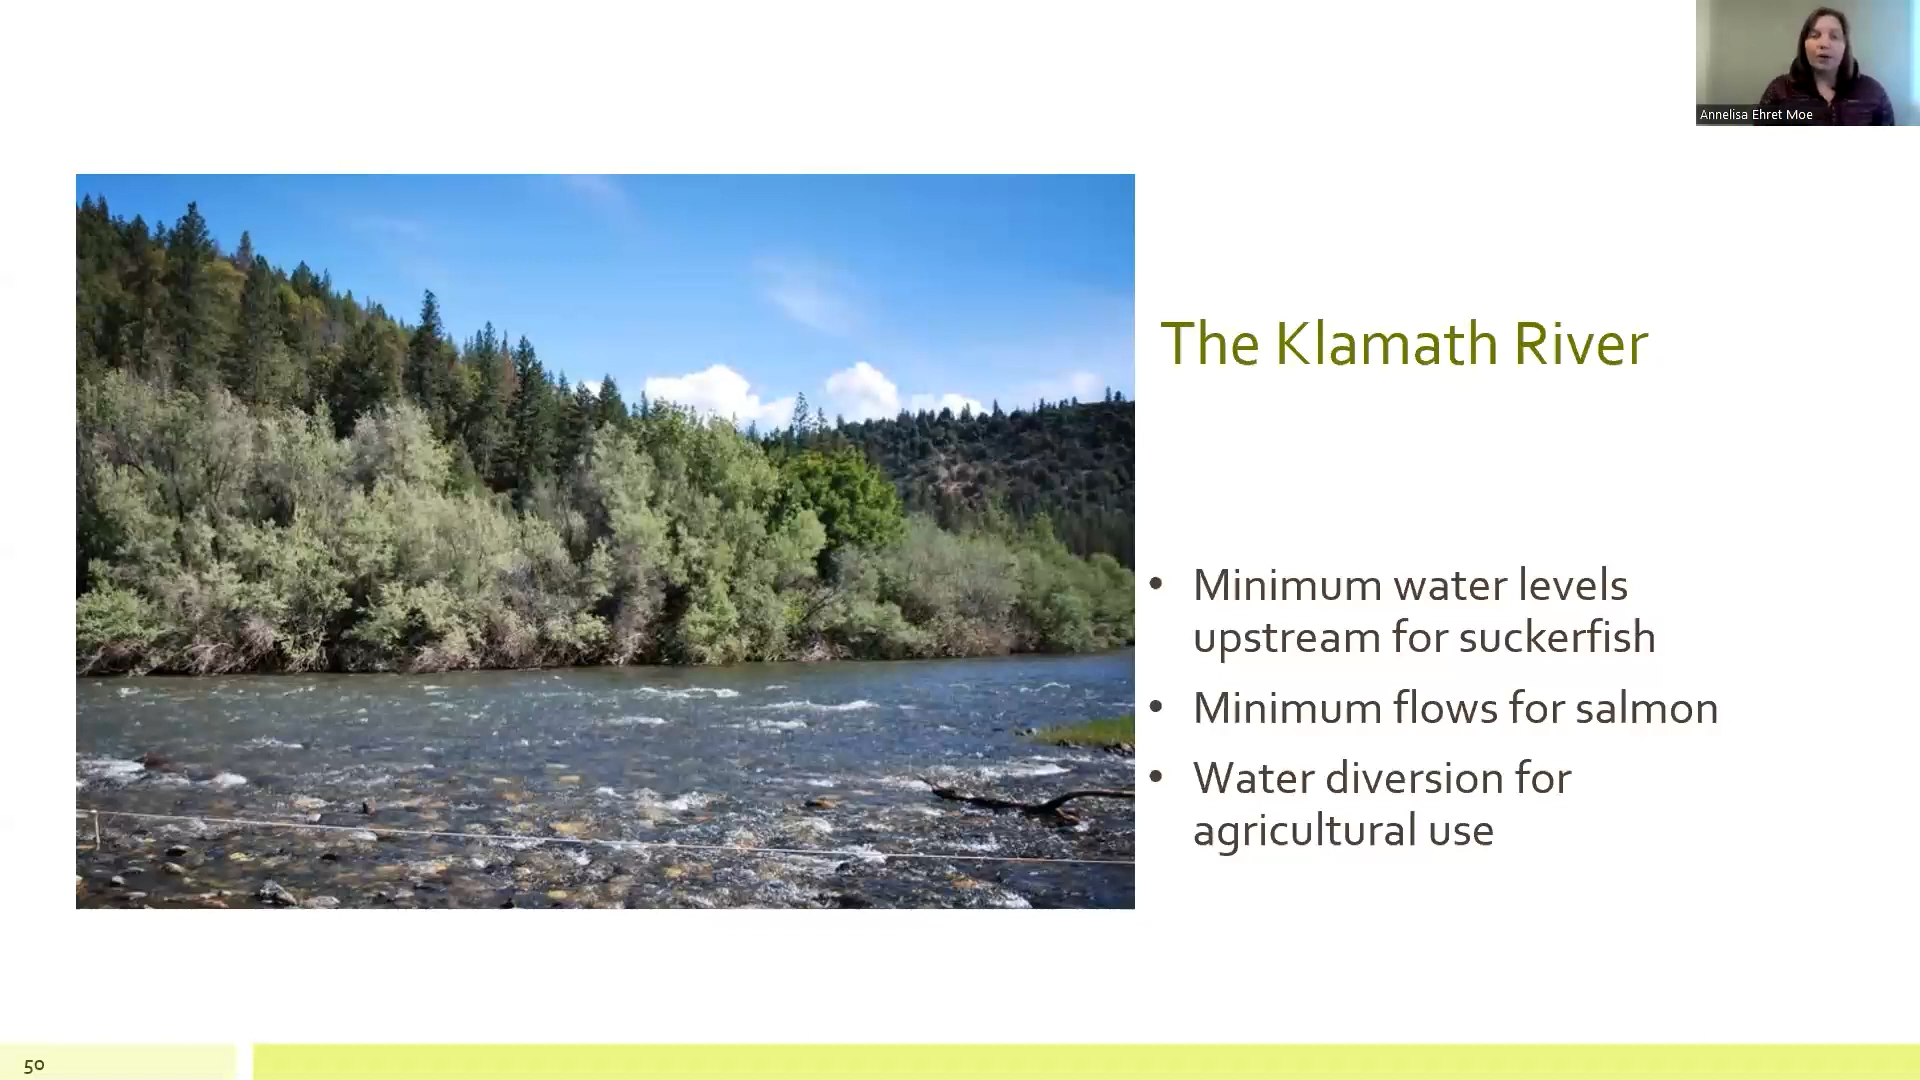 Annelisa Ehret Moe
The Klamath River
• Minimum water levels
upstream for suckerfish
• Minimum flows for salmon
• Water diversion for
agricultural use
50